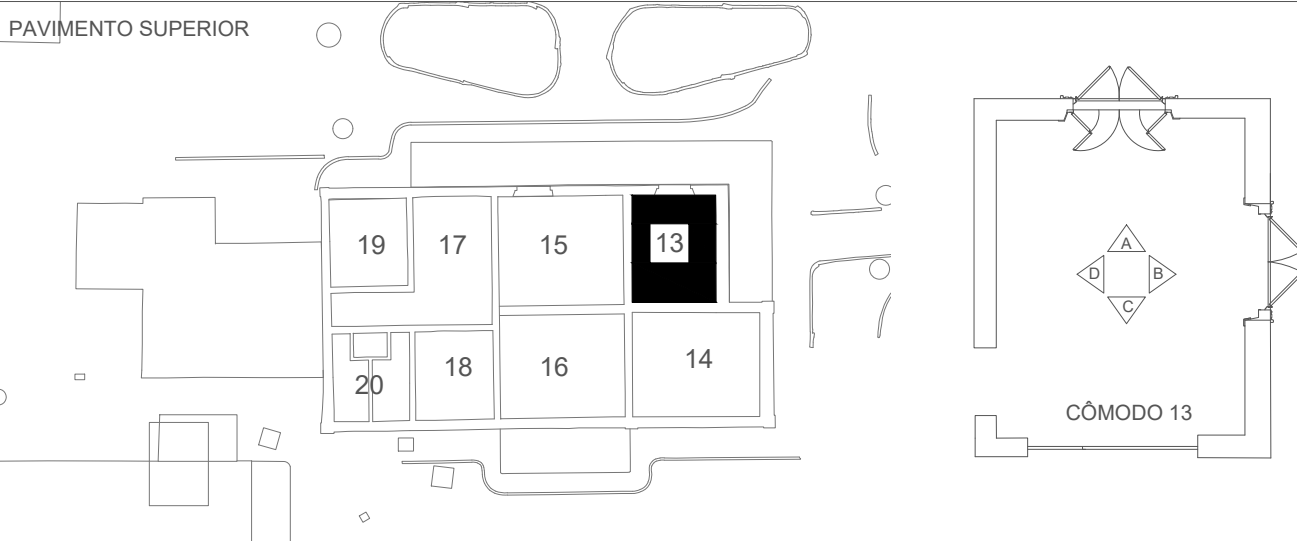 PAVIMENTO SUPERIOR
19
17
15
13
20
18
16
14
A
D
B
C
CÔMODO 13